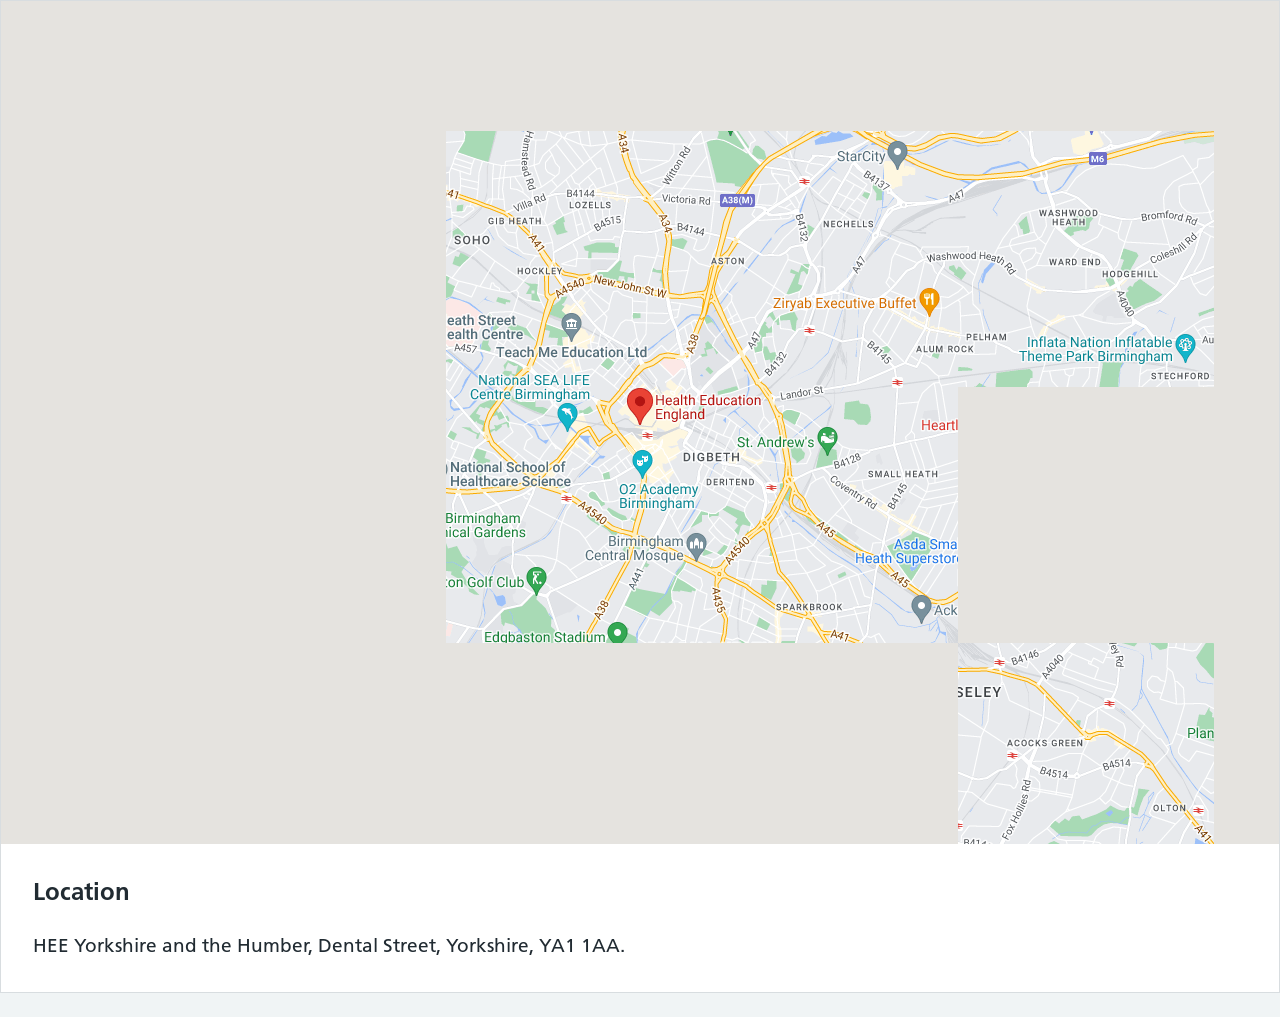 StarCity
M6
A34
Hamstead Rd
Witton Rd
B4137
A47
41
Villa Rd
B4144
LOZELLS
Victoria Rd
A38(M)
B4132
NECHELLS
WASHWOOD
HEATH
Bromford Rd
GIB HEATH
B4515
A34
B4144
SOHO
A41
ASTON
A47
Washwood Heath Rd
WARD END
Coleshill Rd
HODGEHILL
HOCKLEY
A4540
New John St W
A4040
Ziryab Executive Buffet
eath Street
ealth Centre
A457
Teach Me Education Ltd
A38
A47
B4132
B4145
PELHAM
ALUM ROCK
Inflata Nation Inflatable
Theme Park Birmingham
Au
STECHFORD
National SEA LIFE
Centre Birmingham
Landor St
Health Education
England
Heartl
St. Andrew's
DIGBETH
B4128
National School of
Healthcare Science
SMALL HEATH
DERITEND
Coventry Rd
B4145
O2 Academy
Birmingham
A4540
Birmingham
nical Gardens
A45
Birmingham
Central Mosque
A4540
Asda Sma
Heath Superstore
ton Golf Club
A441
A45
A38
A435
SPARKBROOK
Ack
Edgbaston Stadium
A41
B4146
A4040
ley Rd
SELEY
Plan
ACOCKS GREEN
B4514
B4514
Fox Hollies Rd
OLTON
A41
B414
Location
HEE Yorkshire and the Humber, Dental Street, Yorkshire, YA1 1AA.